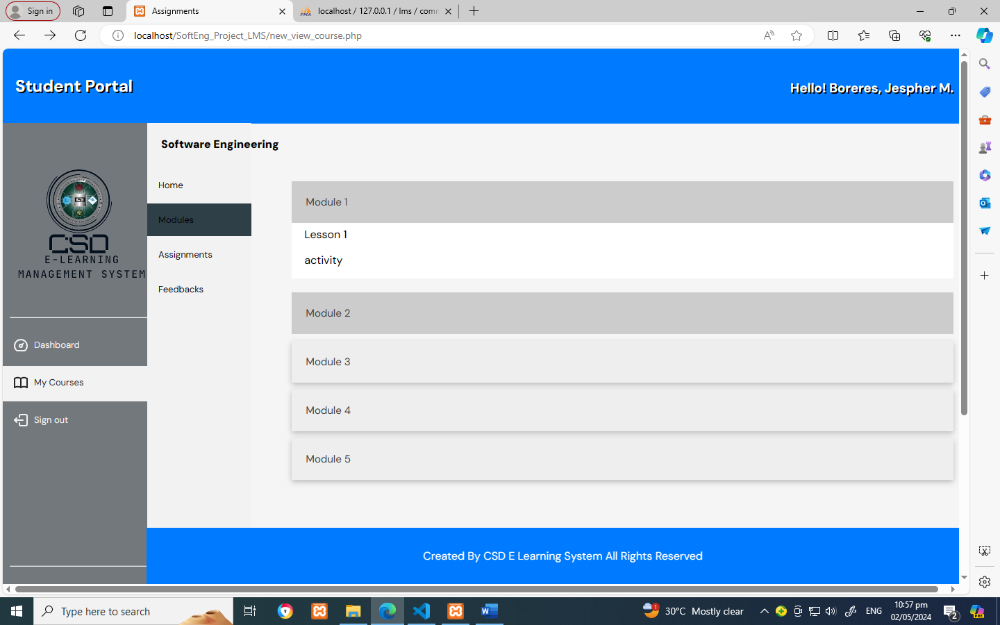 Sign in
Assignments
localhost / 127.0.0.1 / lms / com
localhost/SoftEng_Project_LMS/new_view_course.php
Student Portal
Hello! Boreres, Jespher M.
Software Engineering
Home
Modules
Assignments
Feedbacks
CSD
E-LEARNING
MANAGEMENT SYSTEM
Dashboard
My Courses
Sign out
Module 1
Lesson 1
activity
Module 2
Module 3
Module 4
Module 5
Created By CSD E Learning System All Rights Reserved
Type here to search
30°C Mostly clear
ENG
10:57 pm
02/05/2024
2